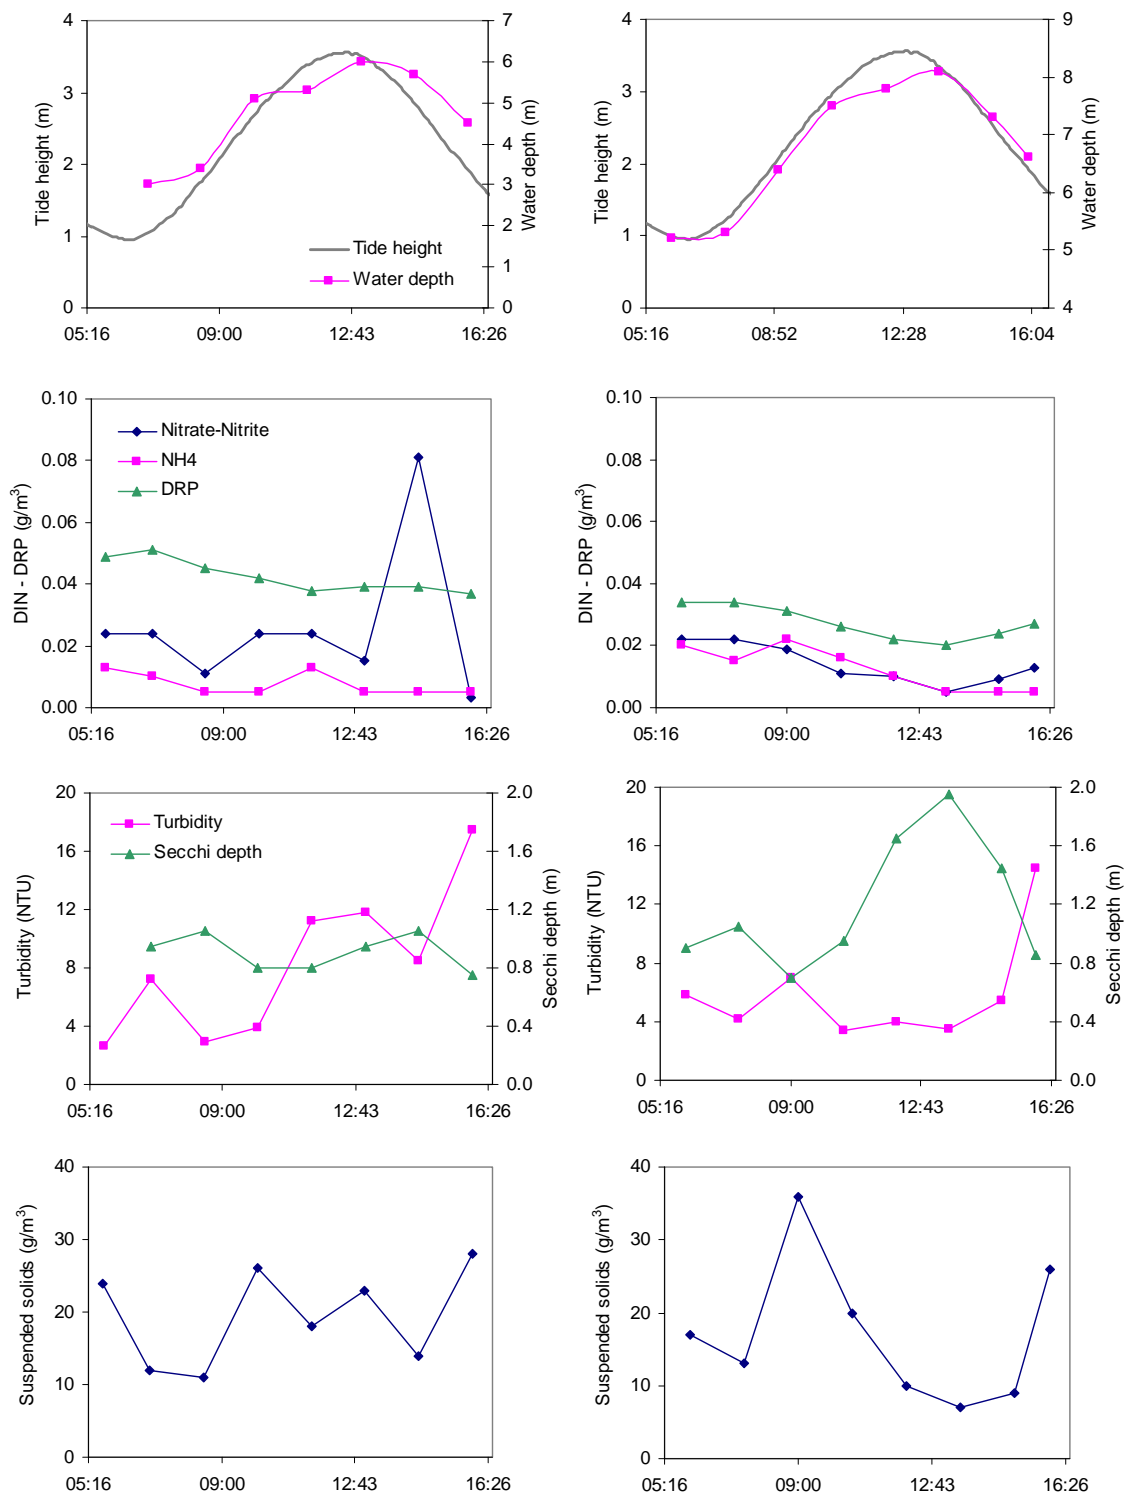 4
3
2
1
0
Tide height (m)
7
6
5
4
3
2
1
0
Water depth (m)
Tide height
Water depth
05:16 09:00 12:43 16:26
4
3
2
1
0
Tide height (m)
9
8
7
6
5
4
Water depth (m)
05:16 08:52 12:28 16:04
0.10
0.08
0.06
0.04
0.02
0.00
DIN - DRP (g/m³)
Nitrate-Nitrite
NH4
DRP
05:16 09:00 12:43 16:26
0.10
0.08
0.06
0.04
0.02
0.00
DIN - DRP (g/m³)
05:16 09:00 12:43 16:26
20
16
12
8
4
0
Turbidity (NTU)
Turbidity
Secchi depth
2.0
1.6
1.2
0.8
0.4
0.0
Secchi depth (m)
05:16 09:00 12:43 16:26
20
16
12
8
4
0
Turbidity (NTU)
2.0
1.6
1.2
0.8
0.4
0.0
Secchi depth (m)
05:16 09:00 12:43 16:26
40
30
20
10
0
Suspended solids (g/m³)
05:16 09:00 12:43 16:26
40
30
20
10
0
Suspended solids (g/m³)
05:16 09:00 12:43 16:26